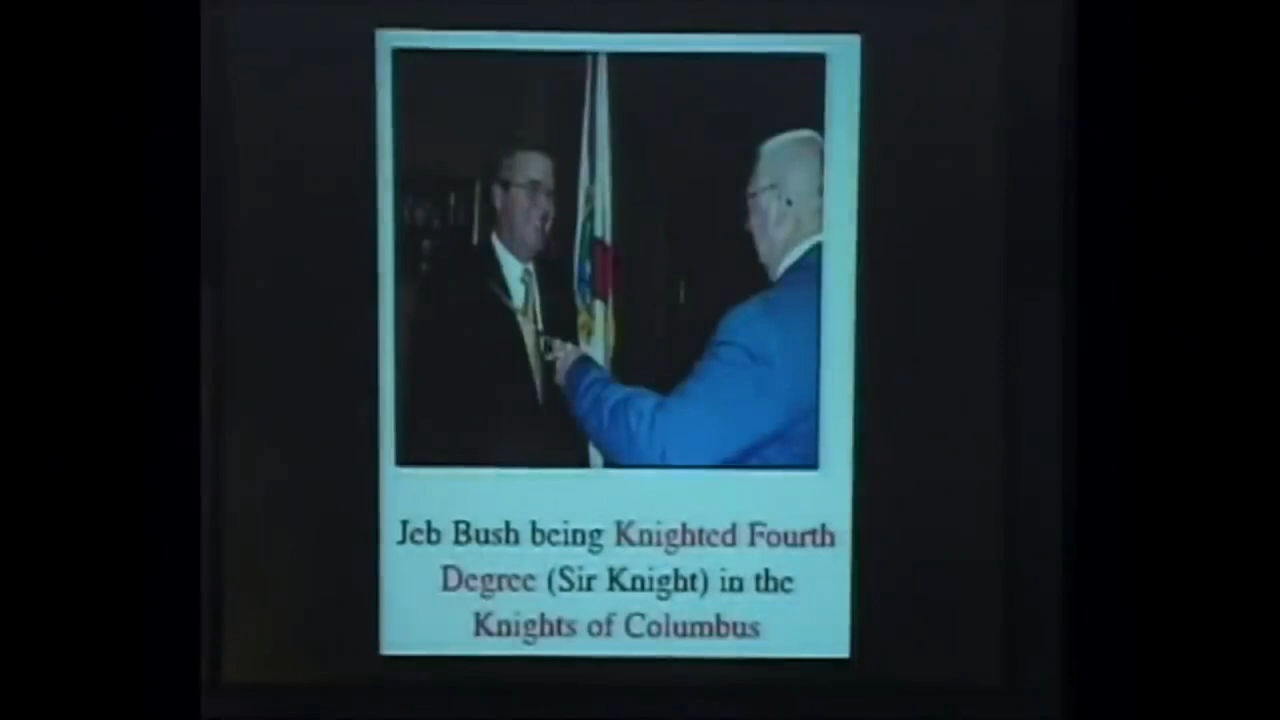 Jeb Bush being Knighted Fourth
Degree (Sir Knight) in the
Knights of Columbus